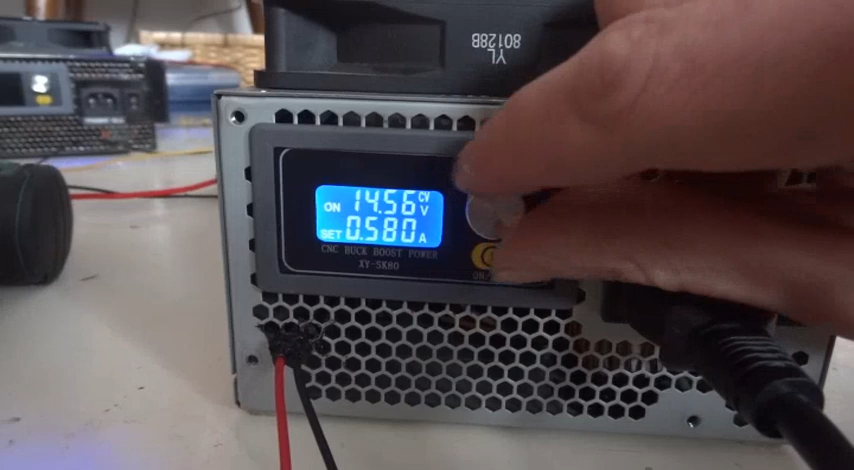 80128B
YL
CV
ON 14.56 V
SET 0.580 A
CNC BUCK BOOST POWER
XY-SK80